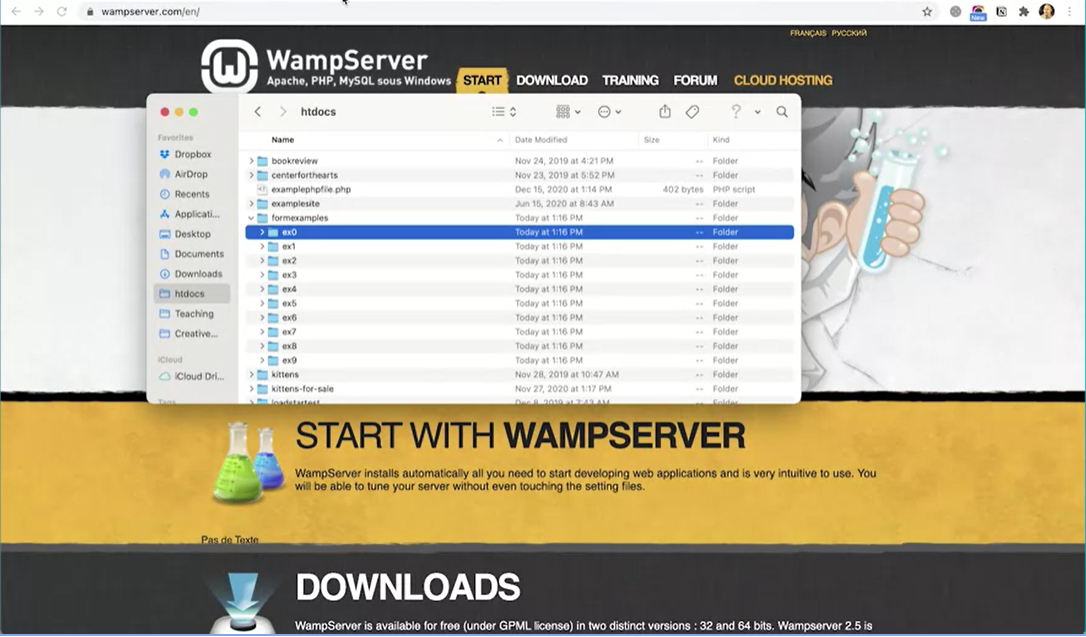 wampserver.com/en/
New
FRANÇAIS РУССКИЙ
WampServer
Apache, PHP, MySQL sous Windows
START DOWNLOAD TRAINING FORUM CLOUD HOSTING
htdocs
Favorites
Dropbox
AirDrop
Recents
Applicati...
Desktop
Documents
Downloads
htdocs
Teaching
Creative...
iCloud
iCloud Dri...
Tags
Name Date Modified Size Kind
bookreview Nov 24, 2019 at 4:21 PM -- Folder
centerforthearts Nov 23, 2019 at 5:52 PM -- Folder
examplephpfile.php Dec 15, 2020 at 1:14 PM 402 bytes PHP script
examplesite Jun 15, 2020 at 8:43 AM -- Folder
formexamples Today at 1:16 PM -- Folder
ex0 Today at 1:16 PM -- Folder
ex1 Today at 1:16 PM -- Folder
ex2 Today at 1:16 PM -- Folder
ex3 Today at 1:16 PM -- Folder
ex4 Today at 1:16 PM -- Folder
ex5 Today at 1:16 PM -- Folder
ex6 Today at 1:16 PM -- Folder
ex7 Today at 1:16 PM -- Folder
ex8 Today at 1:16 PM -- Folder
ex9 Today at 1:16 PM -- Folder
kittens Nov 28, 2019 at 10:47 AM -- Folder
kittens-for-sale Nov 27, 2020 at 1:17 PM -- Folder
loadstartest Dec 8, 2019 at 7:43 AM -- Folder
START WITH WAMPSERVER
WampServer installs automatically all you need to start developing web applications and is very intuitive to use. You
will be able to tune your server without even touching the setting files.
Pas de Texte
DOWNLOADS
WampServer is available for free (under GPML license) in two distinct versions : 32 and 64 bits. Wampserver 2.5 is